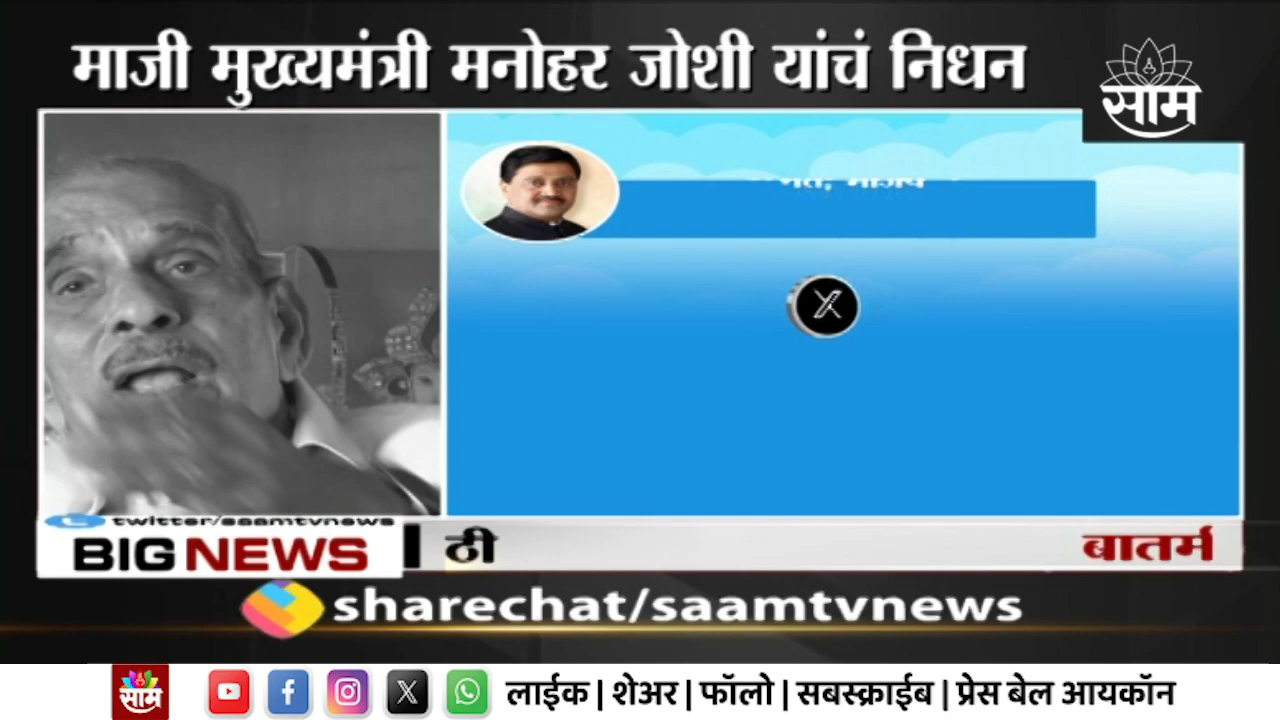 माजी मुख्यमंत्री मनोहर जोशी यांचं निधन
साम
twitter/saamtvnews
BIG NEWS
ठी
बातमी
sharechat/saamtvnews
साम
लाईक | शेअर | फॉलो | सबस्क्राईब | प्रेस बेल आयकॉन